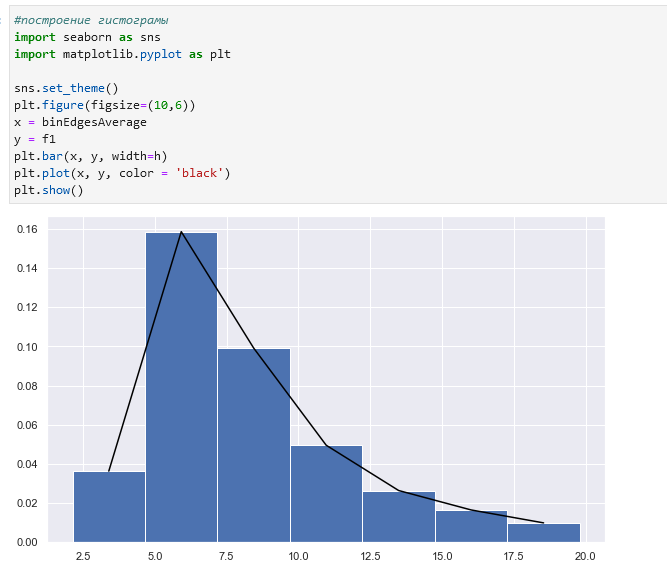 #построение гистограмы
import seaborn as sns
import matplotlib.pyplot as plt
sns.set_theme()
plt.figure(figsize=(10,6))
x = binEdgesAverage
y = f1
plt.bar(x, y, width=h)
plt.plot(x, y, color = 'black')
plt.show()
0.16
0.14
0.12
0.10
0.08
0.06
0.04
0.02
0.00
2.5 5.0 7.5 10.0 12.5 15.0 17.5 20.0